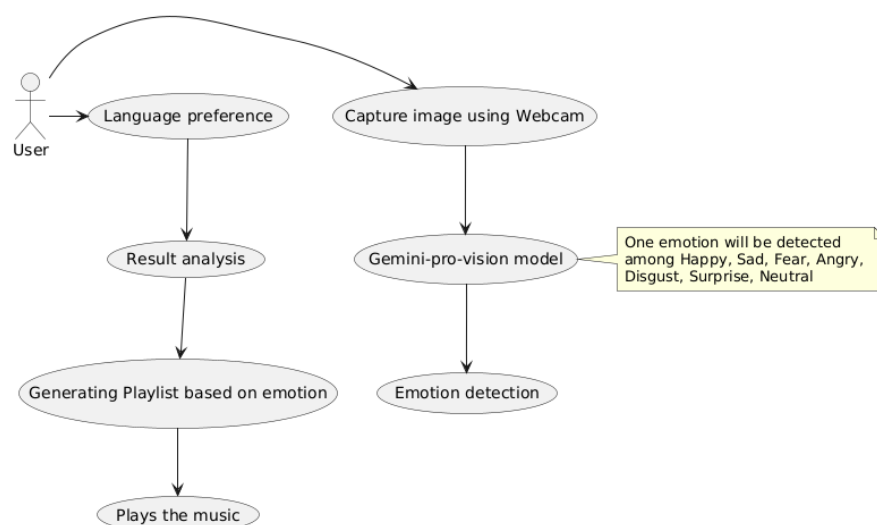 User
Language preference
Capture image using Webcam
Result analysis
Gemini-pro-vision model
One emotion will be detected
among Happy, Sad, Fear, Angry,
Disgust, Surprise, Neutral
Generating Playlist based on emotion
Emotion detection
Plays the music